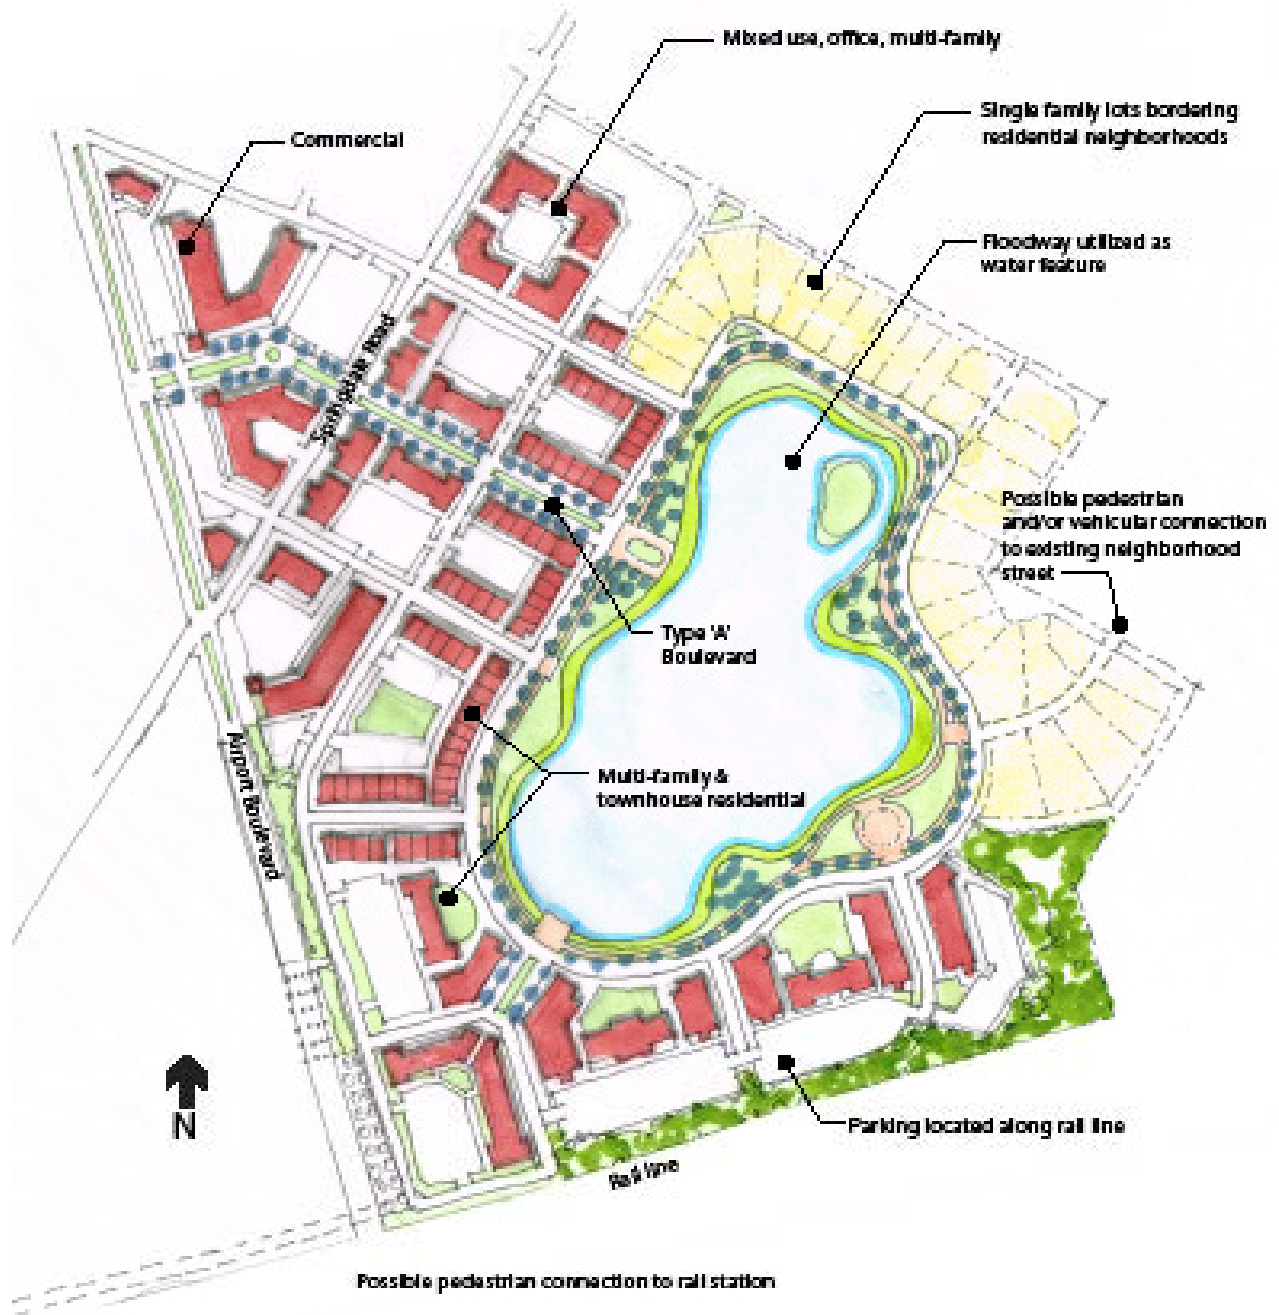 Mixed use, office, multi-family
Single family lots bordering
residential neighborhoods
Commercial
Floodway utilized as
water feature
Springdale Road
Possible pedestrian
and/or vehicular connection
to existing neighborhood
street
Type 'A'
Boulevard
Airport Boulevard
Multi-family &
townhouse residential
N
Parking located along rail line
Rail line
Possible pedestrian connection to rail station